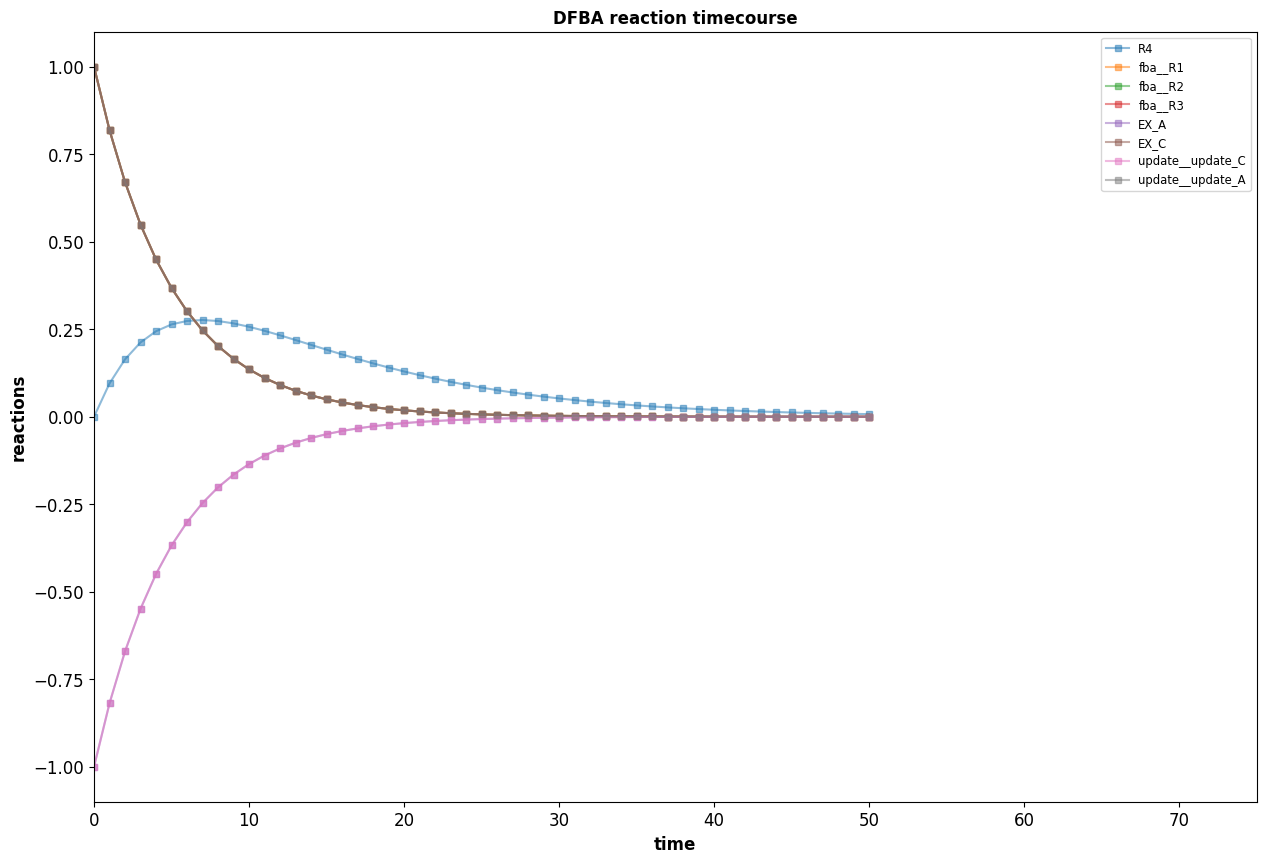 DFBA reaction timecourse
R4
fba__R1
fba__R2
fba__R3
EX_A
EX_C
update__update_C
update__update_A
1.00
0.75
0.50
0.25
0.00
−0.25
−0.50
−0.75
−1.00
reactions
0 10 20 30 40 50 60 70
time